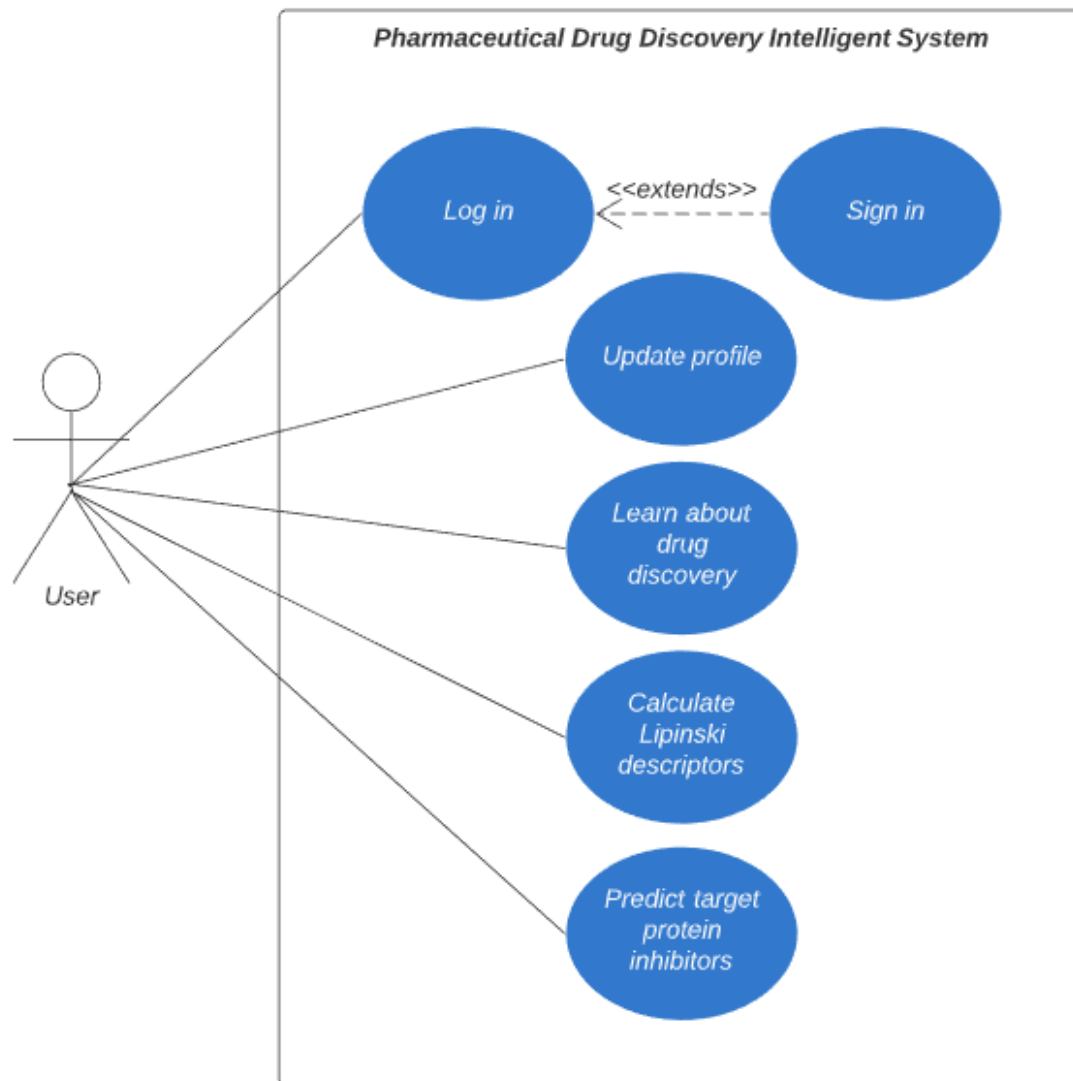 Pharmaceutical Drug Discovery Intelligent System
Log in
<<extends>>
Sign in
Update profile
Learn about
drug
discovery
User
Calculate
Lipinski
descriptors
Predict target
protein
inhibitors